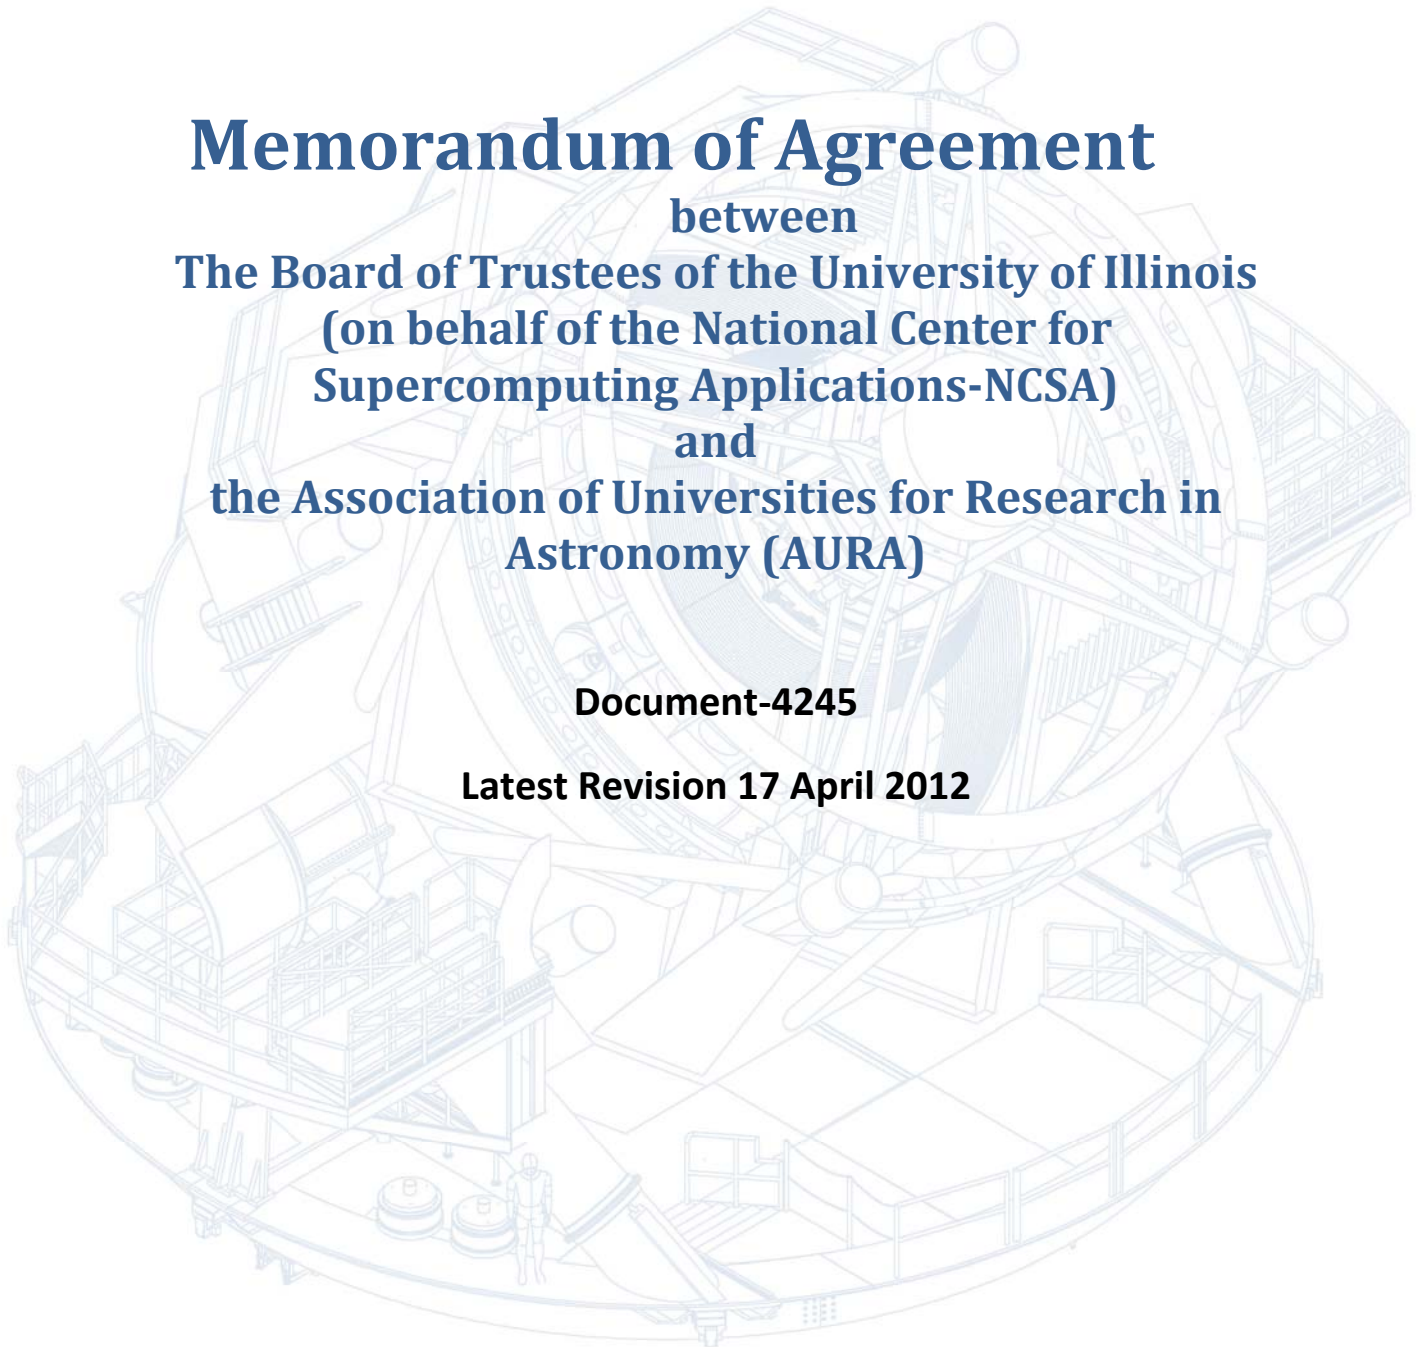 Memorandum of Agreement
between
The Board of Trustees of the University of Illinois
(on behalf of the National Center for
Supercomputing Applications-NCSA)
and
the Association of Universities for Research in
Astronomy (AURA)
Document-4245
Latest Revision 17 April 2012